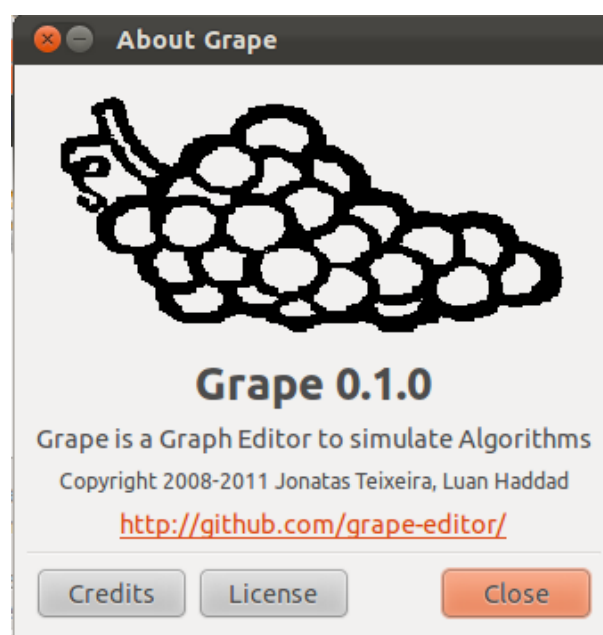 About Grape
Grape 0.1.0
Grape is a Graph Editor to simulate Algorithms
Copyright 2008-2011 Jonatas Teixeira, Luan Haddad
http://github.com/grape-editor/
Credits License Close